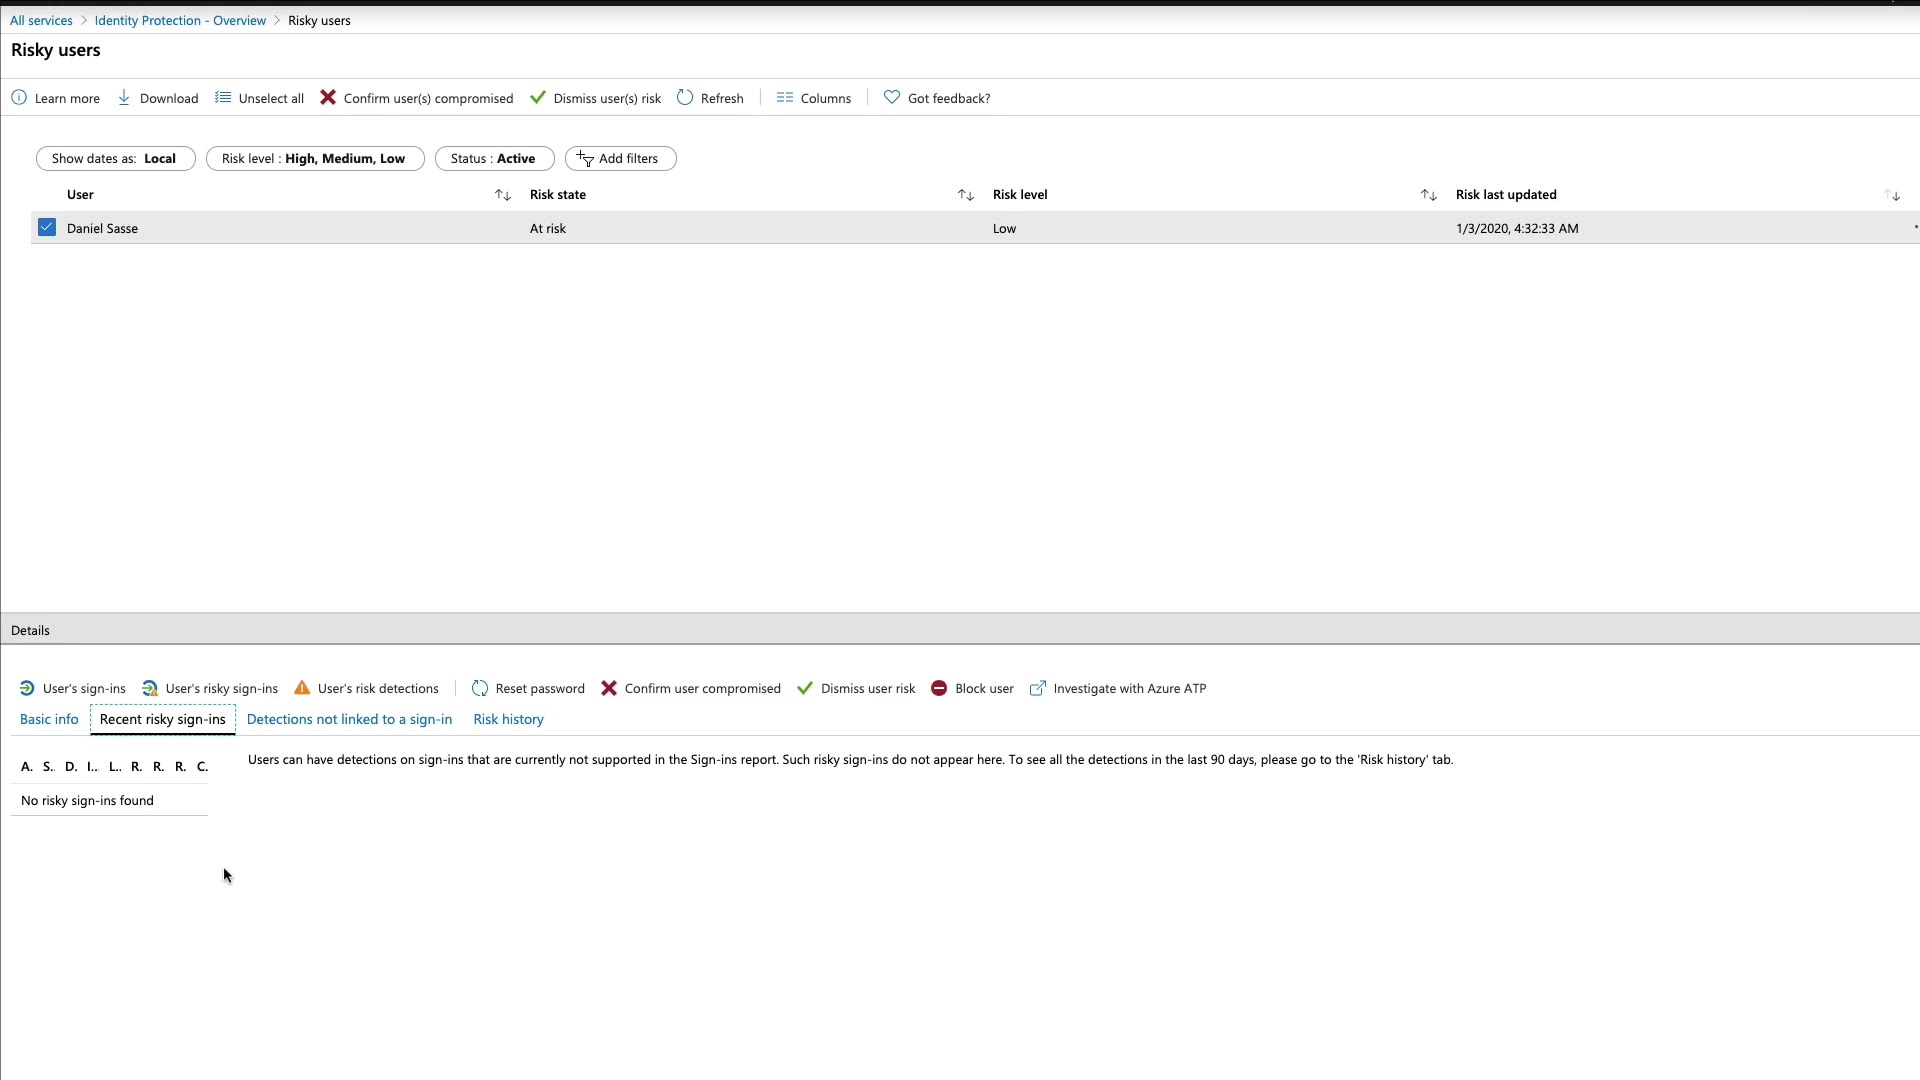 All services > Identity Protection - Overview > Risky users
Risky users
Learn more Download Unselect all Confirm user(s) compromised Dismiss user(s) risk Refresh Columns Got feedback?
Show dates as: Local Risk level : High, Medium, Low Status : Active Add filters
User Risk state Risk level Risk last updated
Daniel Sasse At risk Low 1/3/2020, 4:32:33 AM
Details
User's sign-ins User's risky sign-ins User's risk detections Reset password Confirm user compromised Dismiss user risk Block user Investigate with Azure ATP
Basic info Recent risky sign-ins Detections not linked to a sign-in Risk history
A. S.. D. I... L.. R. R. R. C.
Users can have detections on sign-ins that are currently not supported in the Sign-ins report. Such risky sign-ins do not appear here. To see all the detections in the last 90 days, please go to the 'Risk history' tab.
No risky sign-ins found